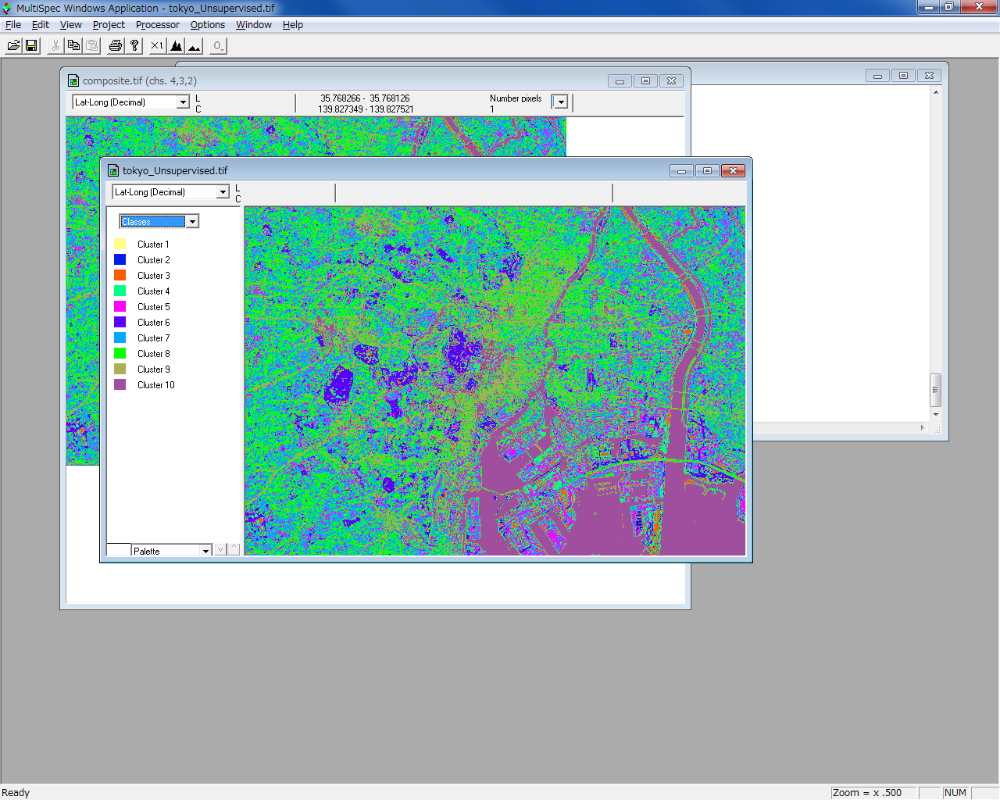 MultiSpec Windows Application - tokyo_Unsupervised.tif
File Edit View Project Processor Options Window Help
X1.
composite.tif (chs. 4,3,2)
Lat-Long (Decimal)
L
C
35.768266 - 35.768126
139.827349 - 139.827521
Number pixels
1
tokyo_Unsupervised.tif
Lat-Long (Decimal)
L
C
Classes
Cluster 1
Cluster 2
Cluster 3
Cluster 4
Cluster 5
Cluster 6
Cluster 7
Cluster 8
Cluster 9
Cluster 10
Palette
Ready
Zoom = x .500
NUM